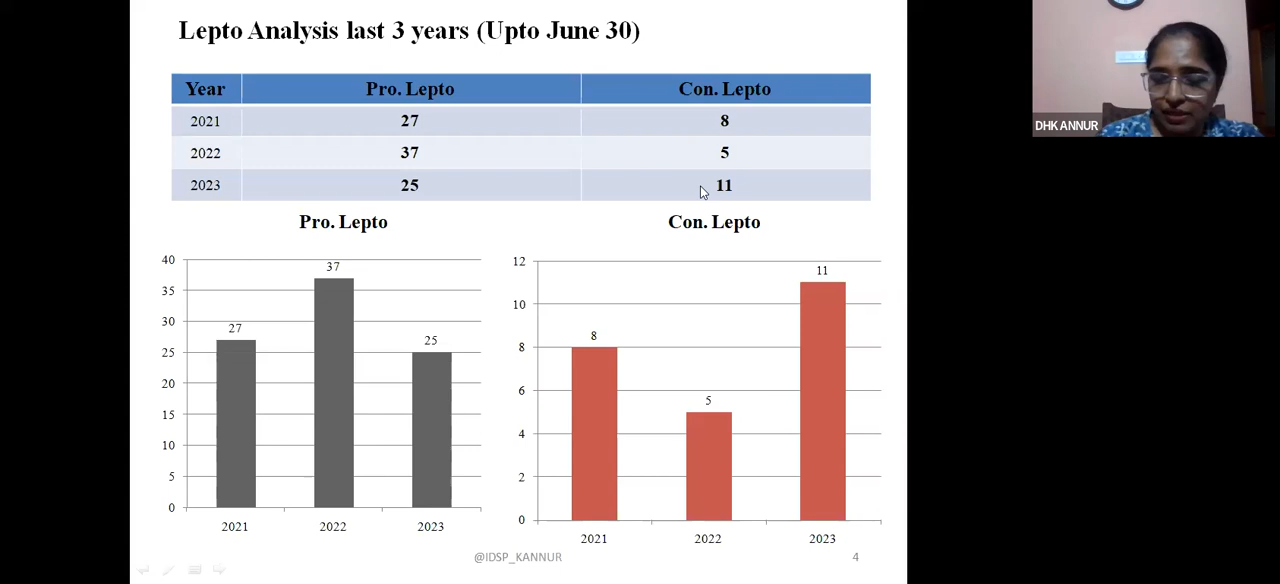 Lepto Analysis last 3 years (Upto June 30)
Year Pro. Lepto Con. Lepto
2021 27 8
2022 37 5
2023 25 11
Pro. Lepto
40
35
30
25
20
15
10
5
0
27
37
25
2021 2022 2023
Con. Lepto
12
10
8
6
4
2
0
8
5
11
2021 2022 2023
@IDSP_KANNUR 4
DHKANNUR